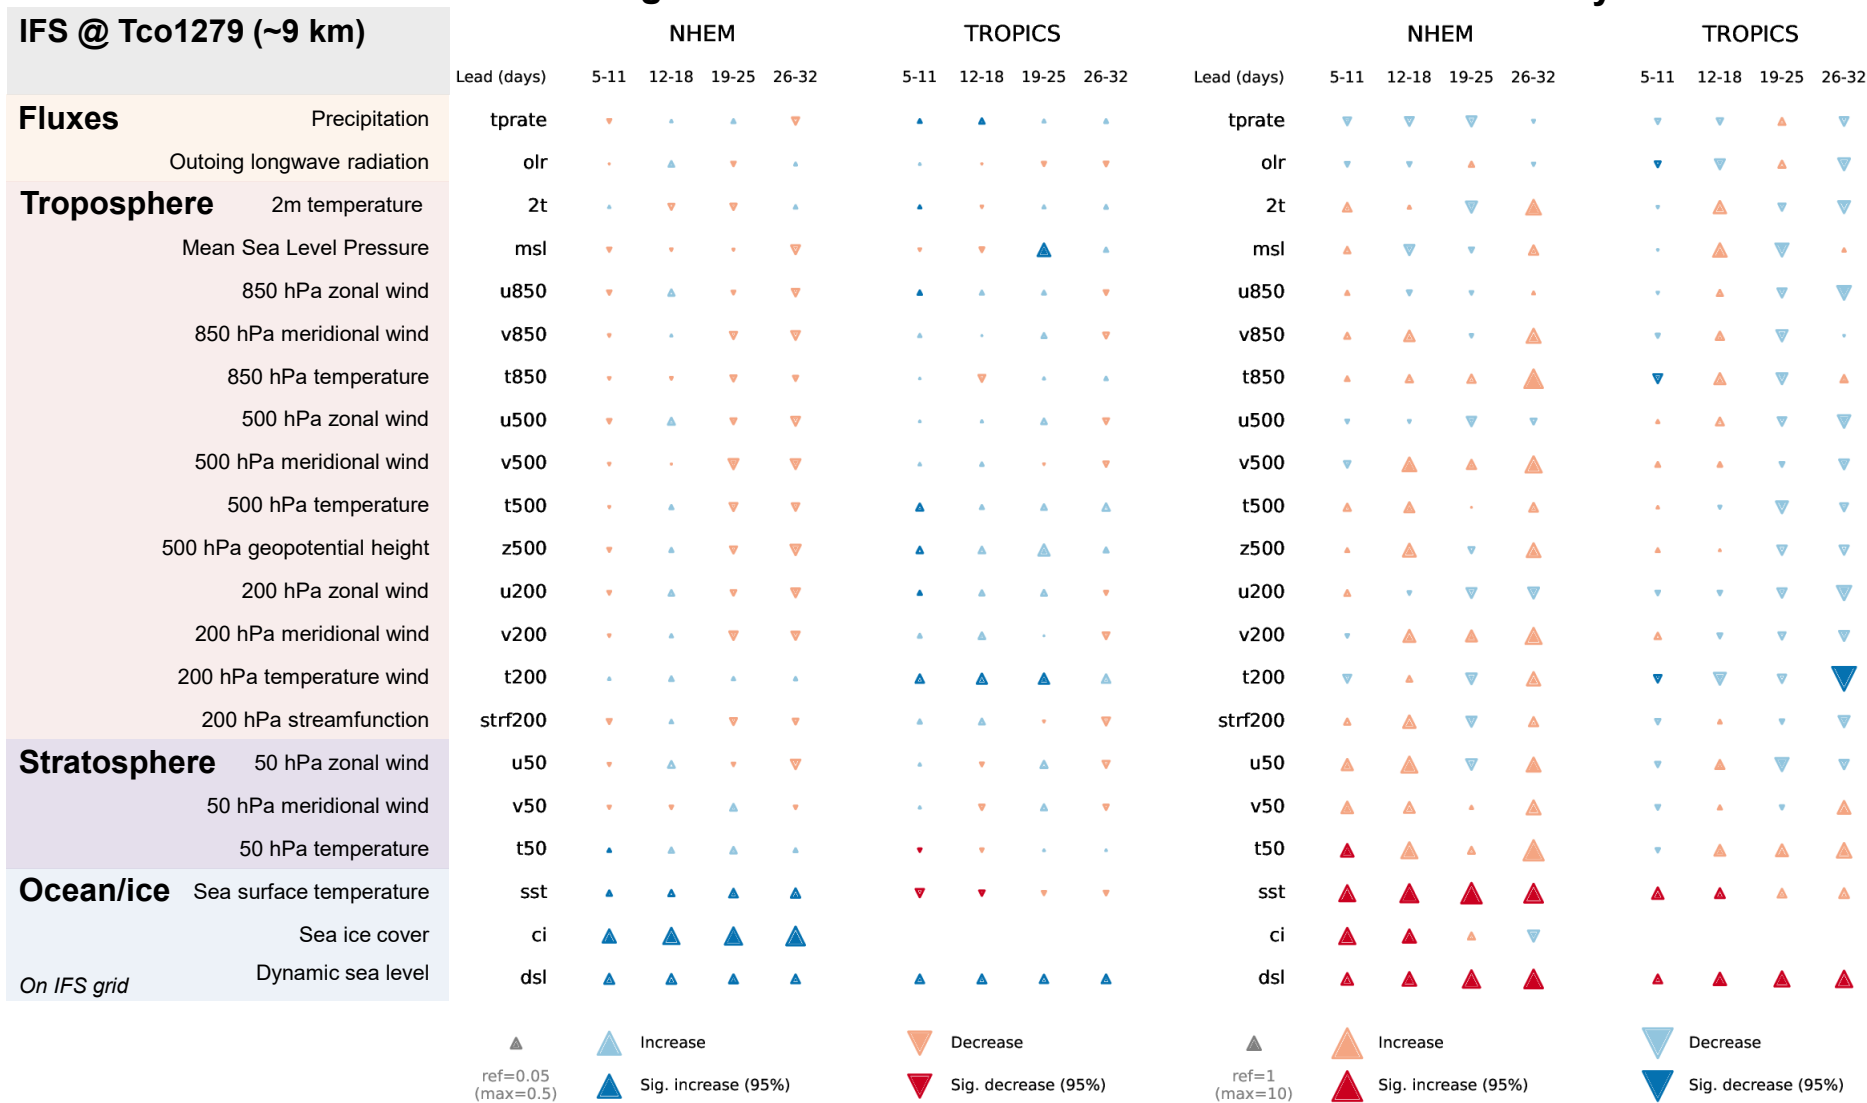 IFS @ Tco1279 (~9 km)
NHEM TROPICS NHEM TROPICS
Lead (days) 5-11 12-18 19-25 26-32 5-11 12-18 19-25 26-32 Lead (days) 5-11 12-18 19-25 26-32 5-11 12-18 19-25 26-32
Fluxes Precipitation tprate tprate
Outoing longwave radiation olr olr
Troposphere 2m temperature 2t 2t
Mean Sea Level Pressure msl msl
850 hPa zonal wind u850 u850
850 hPa meridional wind v850 v850
850 hPa temperature t850 t850
500 hPa zonal wind u500 u500
500 hPa meridional wind v500 v500
500 hPa temperature t500 t500
500 hPa geopotential height z500 z500
200 hPa zonal wind u200 u200
200 hPa meridional wind v200 v200
200 hPa temperature wind t200 t200
200 hPa streamfunction strf200 strf200
Stratosphere 50 hPa zonal wind u50 u50
50 hPa meridional wind v50 v50
50 hPa temperature t50 t50
Ocean/ice Sea surface temperature sst sst
Sea ice cover ci ci
Dynamic sea level dsl dsl
On IFS grid
Increase Decrease Increase Decrease
ref=0.05 ref=1
(max=0.5) (max=10)
Sig. increase (95%) Sig. decrease (95%) Sig. increase (95%) Sig. decrease (95%)